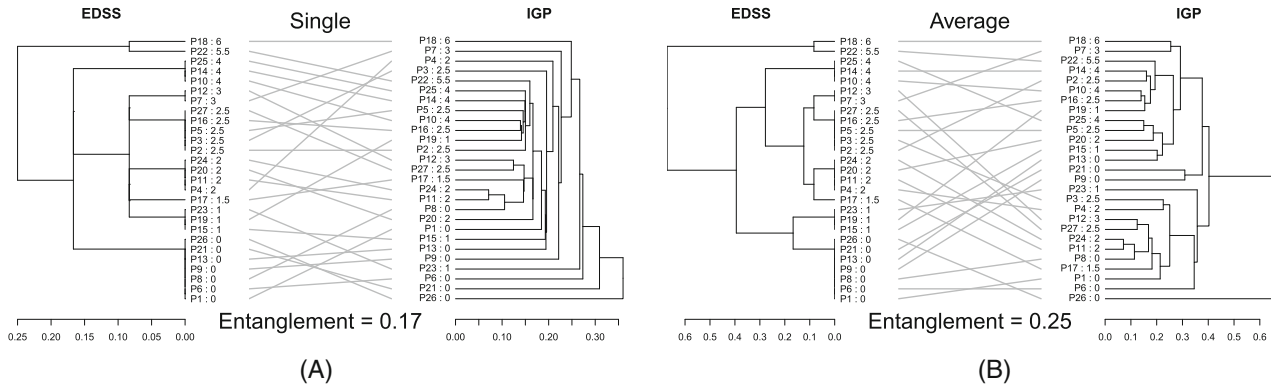 EDSS Single IGP
P18 : 6
P22 : 5.5
P25 : 4
P14 : 4
P10 : 4
P12 : 3
P7 : 3
P27 : 2.5
P16 : 2.5
P5 : 2.5
P3 : 2.5
P2 : 2.5
P24 : 2
P20 : 2
P11 : 2
P4 : 2
P17 : 1.5
P23 : 1
P19 : 1
P15 : 1
P26 : 0
P21 : 0
P13 : 0
P9 : 0
P8 : 0
P6 : 0
P1 : 0
P18 : 6
P7 : 3
P4 : 2
P3 : 2.5
P22 : 5.5
P25 : 4
P14 : 4
P5 : 2.5
P10 : 4
P16 : 2.5
P19 : 1
P2 : 2.5
P12 : 3
P27 : 2.5
P17 : 1.5
P24 : 2
P11 : 2
P8 : 0
P20 : 2
P1 : 0
P15 : 1
P13 : 0
P9 : 0
P23 : 1
P6 : 0
P21 : 0
P26 : 0
Entanglement = 0.17
0.25 0.20 0.15 0.10 0.05 0.00
0.00 0.10 0.20 0.30
(A)
EDSS Average IGP
P18 : 6
P22 : 5.5
P25 : 4
P14 : 4
P10 : 4
P12 : 3
P7 : 3
P27 : 2.5
P16 : 2.5
P5 : 2.5
P3 : 2.5
P2 : 2.5
P24 : 2
P20 : 2
P11 : 2
P4 : 2
P17 : 1.5
P23 : 1
P19 : 1
P15 : 1
P26 : 0
P21 : 0
P13 : 0
P9 : 0
P8 : 0
P6 : 0
P1 : 0
P18 : 6
P7 : 3
P22 : 5.5
P14 : 4
P2 : 2.5
P10 : 4
P16 : 2.5
P19 : 1
P25 : 4
P5 : 2.5
P20 : 2
P15 : 1
P13 : 0
P21 : 0
P9 : 0
P23 : 1
P3 : 2.5
P4 : 2
P12 : 3
P27 : 2.5
P24 : 2
P11 : 2
P8 : 0
P17 : 1.5
P1 : 0
P6 : 0
P26 : 0
Entanglement = 0.25
0.6 0.5 0.4 0.3 0.2 0.1 0.0
0.0 0.1 0.2 0.3 0.4 0.5 0.6
(B)